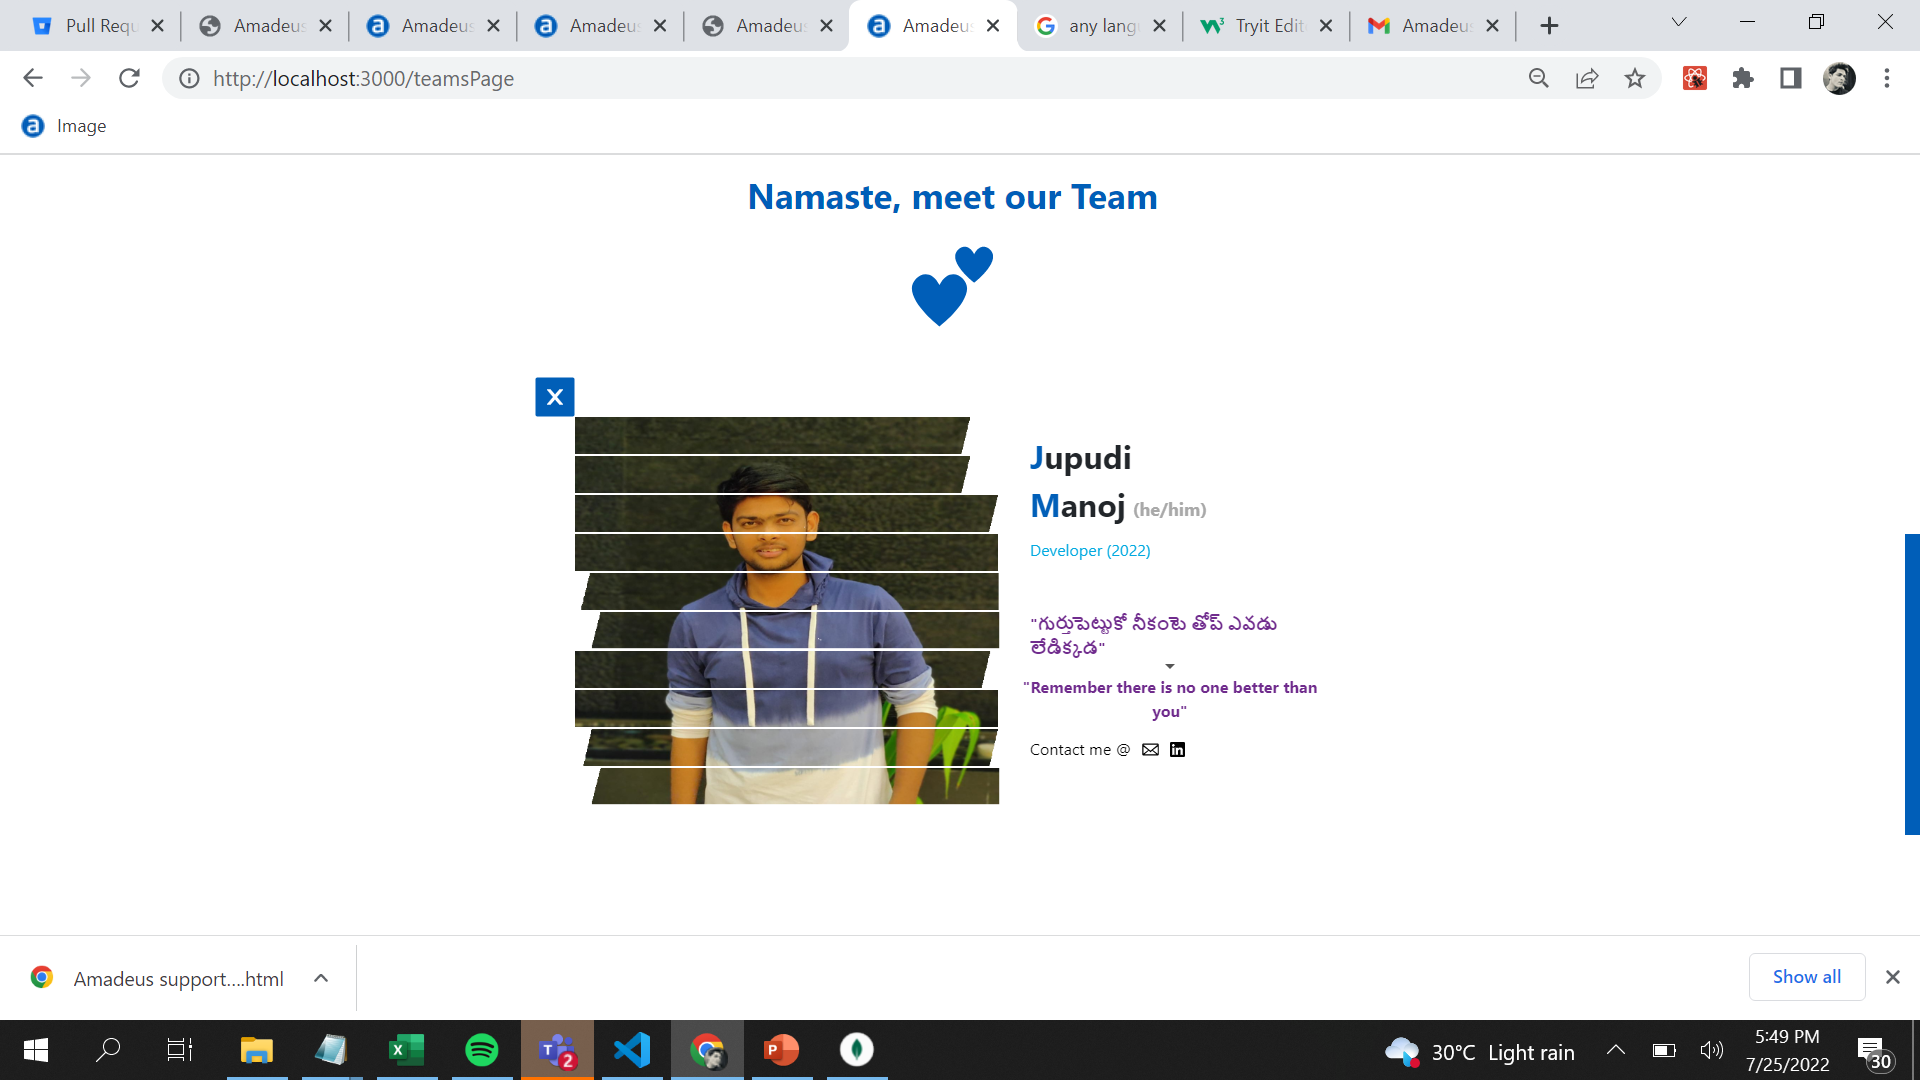 Pull Requ
Amadeus
Amadeus
Amadeus
Amadeus
Amadeus
any lang
Tryit Edit
Amadeus
http://localhost:3000/teamsPage
Image
Namaste, meet our Team
X
Jupudi
Manoj (he/him)
Developer (2022)
"గుర్తుపెట్టుకో నీకంటె తోప్ ఎవడు
లేడిక్కడ"
"Remember there is no one better than
you"
Contact me @
Amadeus support....html
Show all
2
30°C Light rain
5:49 PM
7/25/2022
30